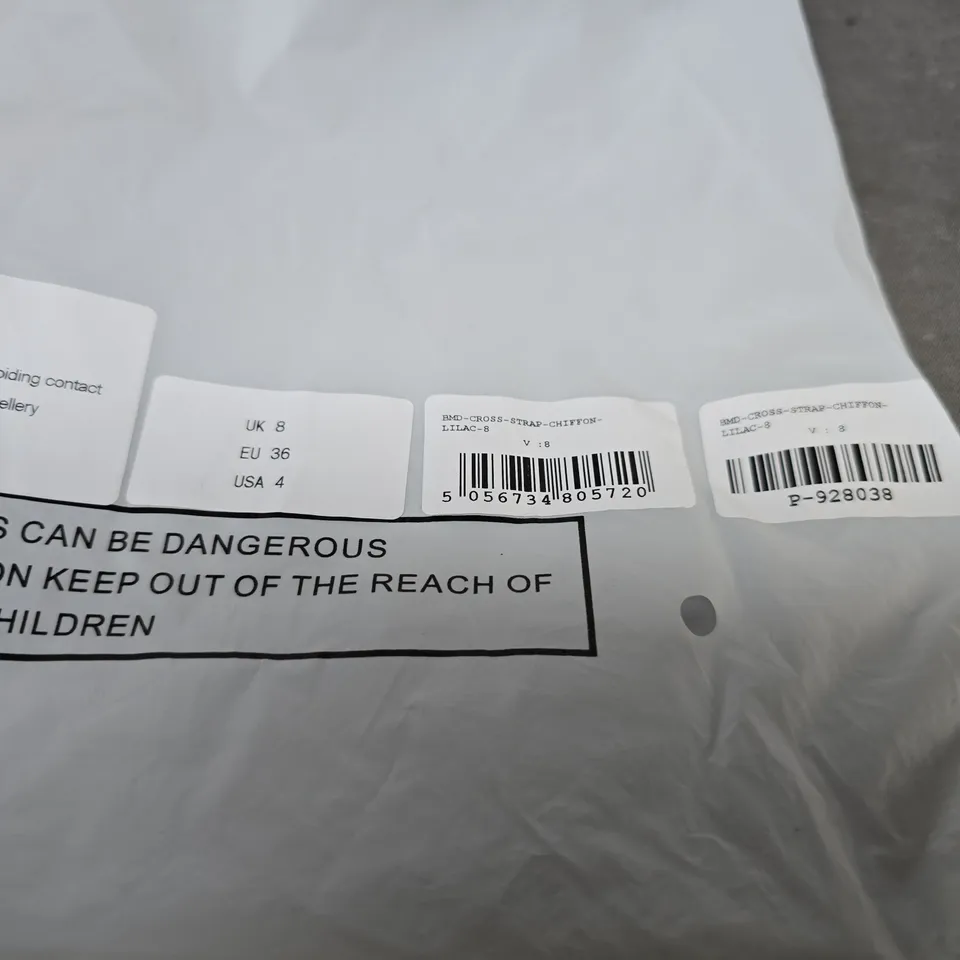 oiding contact
ellery
UK 8
EU 36
USA 4
BMD-CROSS-STRAP-CHIFFON-
LILAC-8
V :8
5 056734 805720
BMD-CROSS-STRAP-CHIFFON-
LILAC-8
V : 8
P-928038
S CAN BE DANGEROUS
ON KEEP OUT OF THE REACH OF
HILDREN